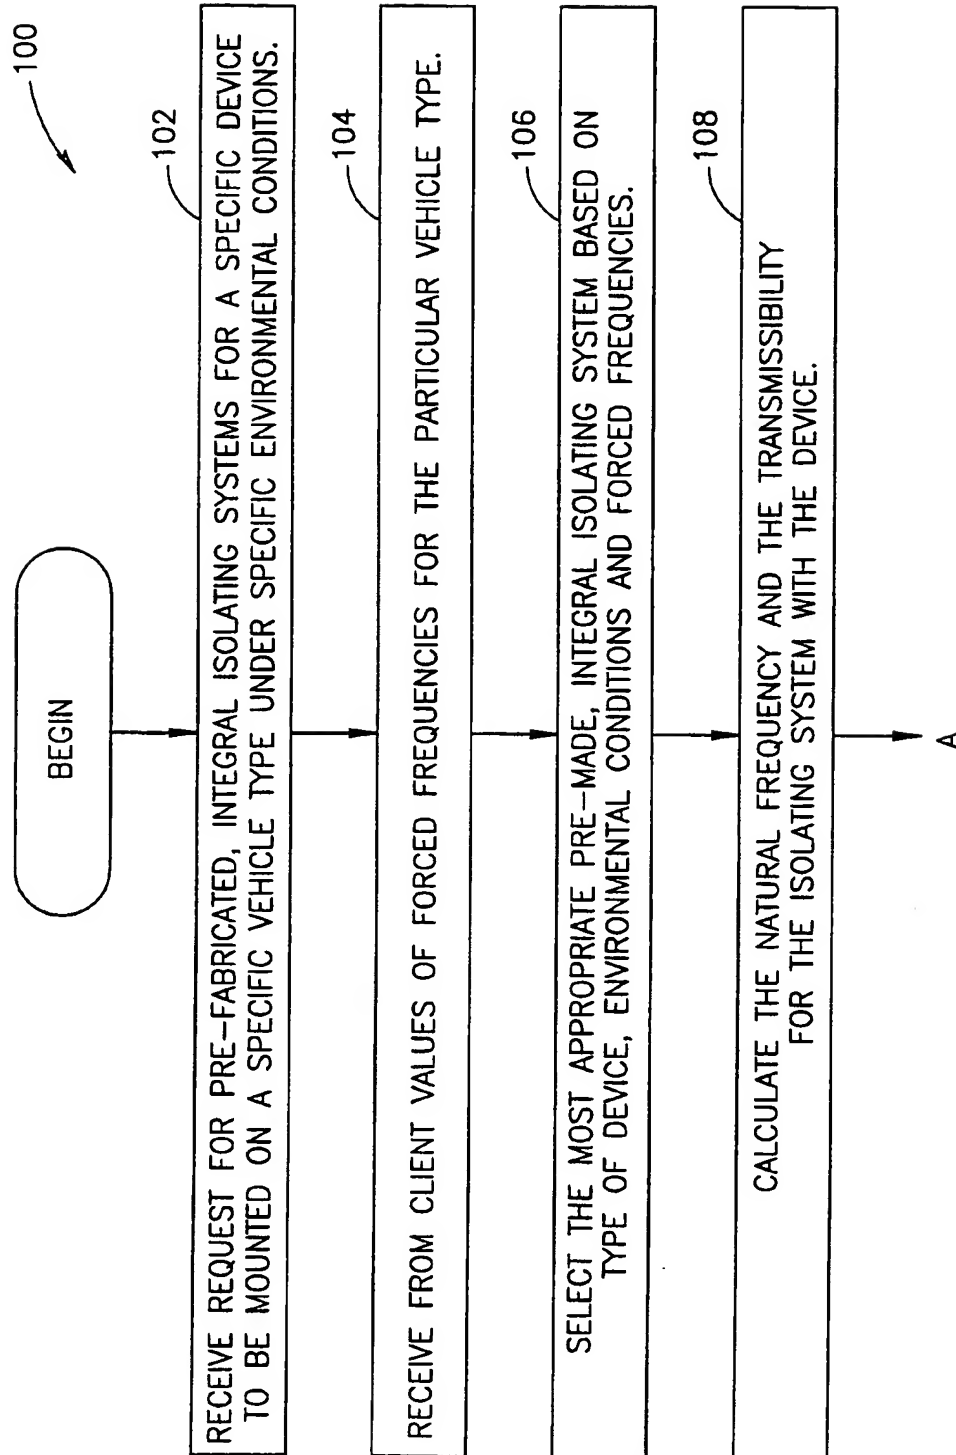 100
BEGIN
102
RECEIVE REQUEST FOR PRE-FABRICATED, INTEGRAL ISOLATING SYSTEMS FOR A SPECIFIC DEVICE
TO BE MOUNTED ON A SPECIFIC VEHICLE TYPE UNDER SPECIFIC ENVIRONMENTAL CONDITIONS.
104
RECEIVE FROM CLIENT VALUES OF FORCED FREQUENCIES FOR THE PARTICULAR VEHICLE TYPE.
106
SELECT THE MOST APPROPRIATE PRE-MADE, INTEGRAL ISOLATING SYSTEM BASED ON
TYPE OF DEVICE, ENVIRONMENTAL CONDITIONS AND FORCED FREQUENCIES.
108
CALCULATE THE NATURAL FREQUENCY AND THE TRANSMISSIBILITY
FOR THE ISOLATING SYSTEM WITH THE DEVICE.
A